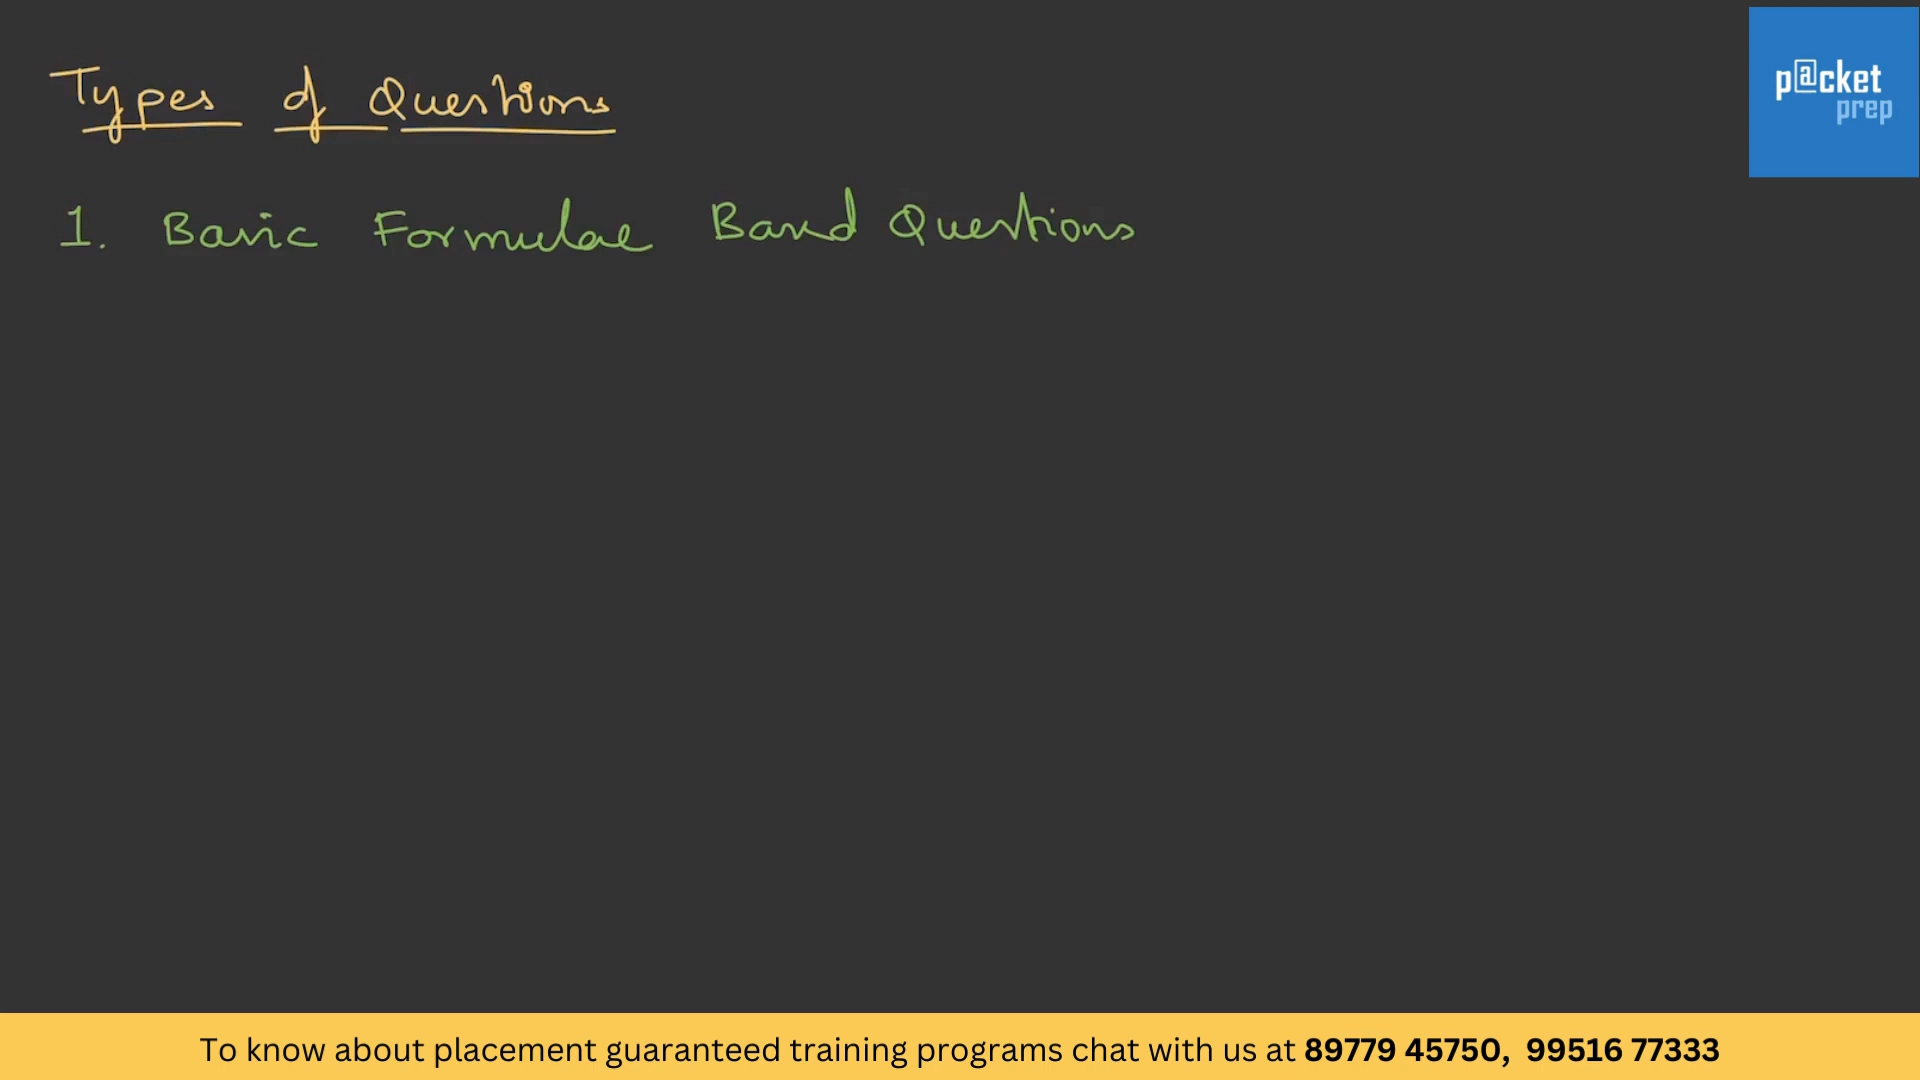 Types of Questions
p@cket
prep
1. Basic Formulae Based Questions
To know about placement guaranteed training programs chat with us at 89779 45750, 99516 77333